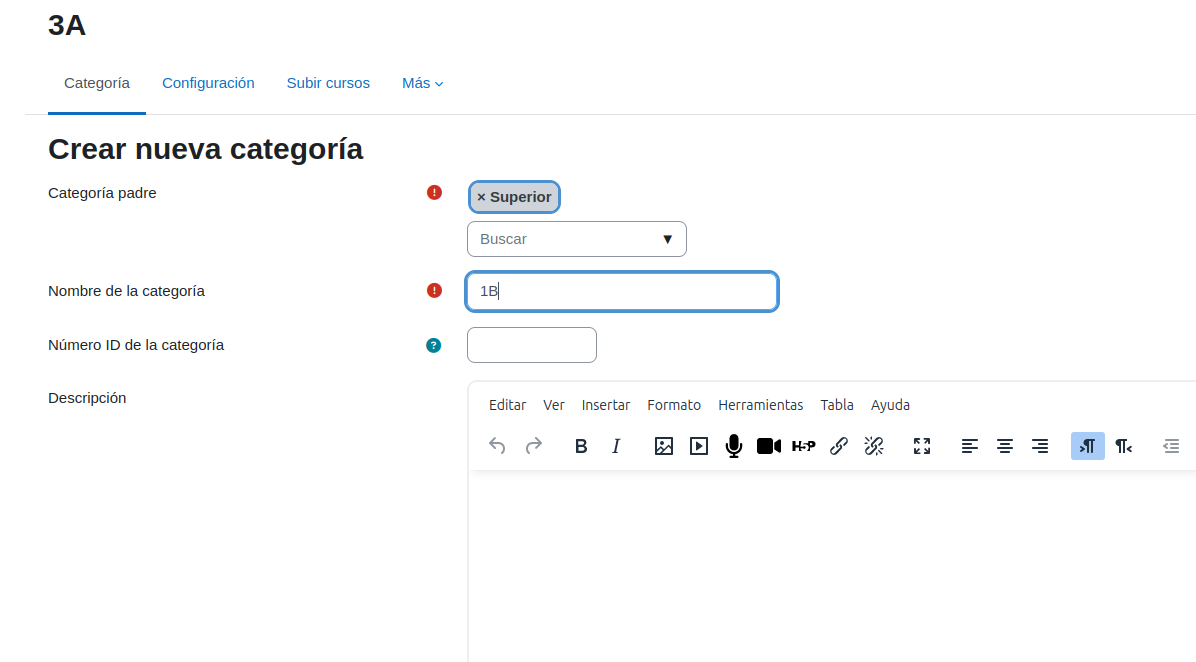 3A
Categoría Configuración Subir cursos Más
Crear nueva categoría
Categoría padre
× Superior
Buscar ▼
Nombre de la categoría
1B
Número ID de la categoría
Descripción
Editar Ver Insertar Formato Herramientas Tabla Ayuda
B I H-P